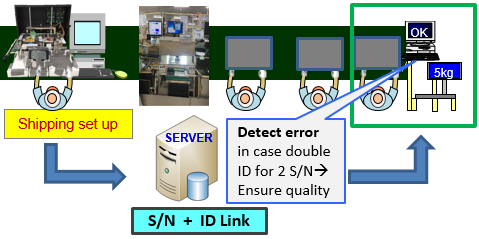 OK
5kg
Shipping set up
SERVER
Detect error
in case double
ID for 2 S/N→
Ensure quality
S/N + ID Link